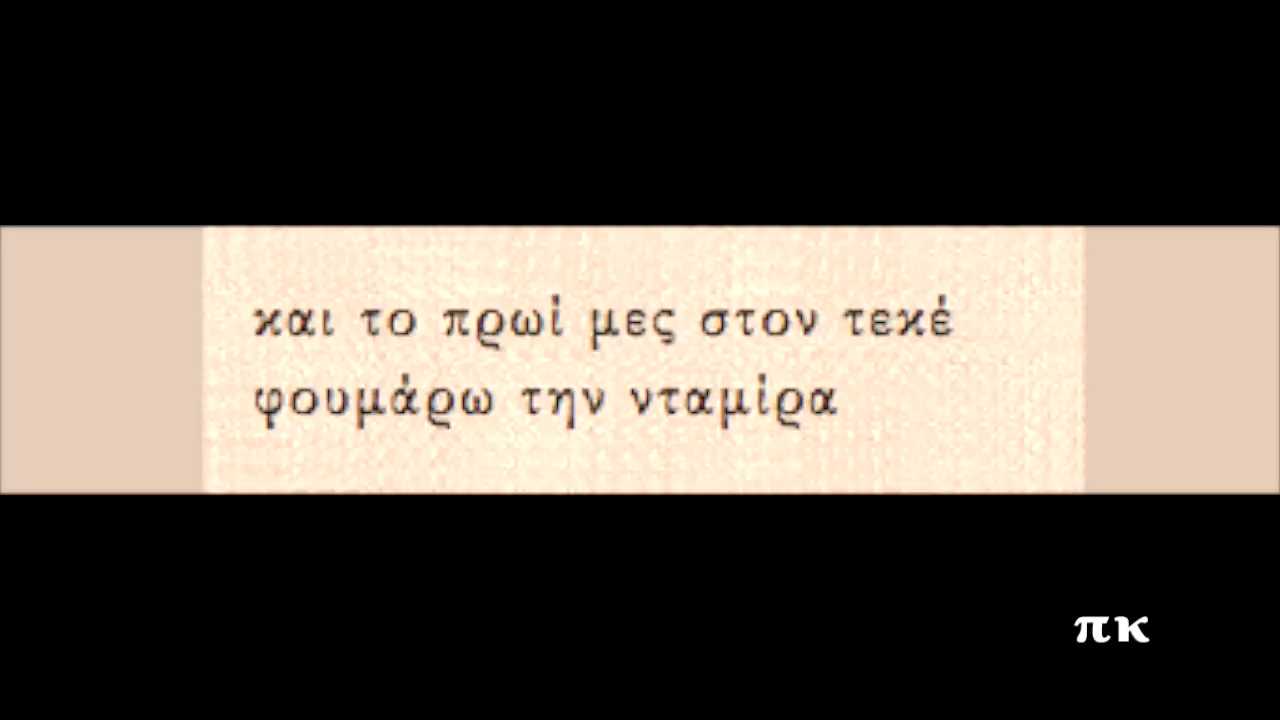 και το πρωί μες στον τεκέ
φουμάρω την νταμίρα
πκ